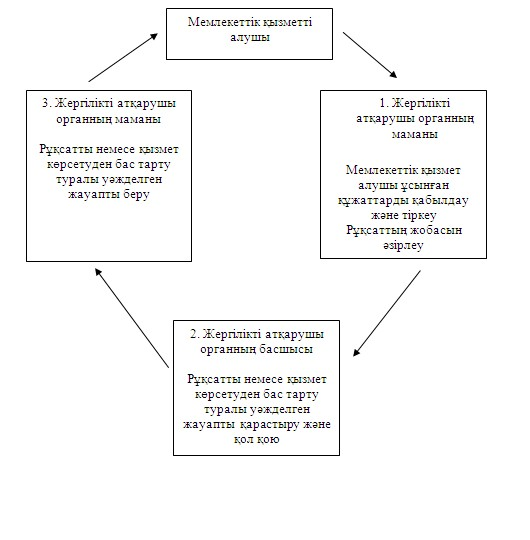 Мемлекеттік қызметті
алушы
1. Жергілікті
атқарушы органның
маманы
Мемлекеттік қызмет
алушы ұсынған
құжаттарды қабылдау
және тіркеу
Рұқсаттың жобасын
әзірлеу
2. Жергілікті атқарушы
органның басшысы
Рұқсатты немесе қызмет
көрсетуден бас тарту
туралы уәжделген
жауапты қарастыру және
қол қою
3. Жергілікті атқарушы
органның маманы
Рұқсатты немесе қызмет
көрсетуден бас тарту
туралы уәжделген
жауапты беру